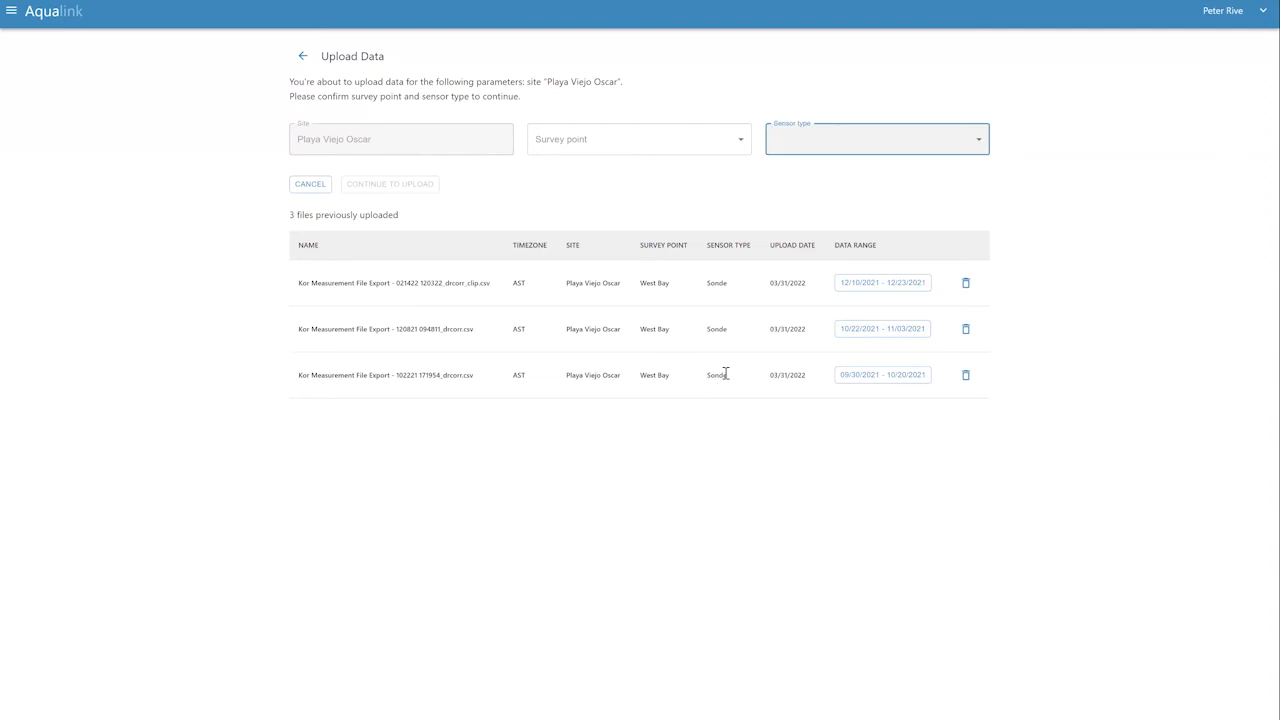 Aqualink
Peter Rive
Upload Data
You're about to upload data for the following parameters: site "Playa Viejo Oscar".
Please confirm survey point and sensor type to continue.
Site
Playa Viejo Oscar
Survey point
Sensor type
CANCEL
CONTINUE TO UPLOAD
3 files previously uploaded
NAME TIMEZONE SITE SURVEY POINT SENSOR TYPE UPLOAD DATE DATA RANGE
Kor Measurement File Export - 021422 120322_drcorr_clip.csv AST Playa Viejo Oscar West Bay Sonde 03/31/2022 12/10/2021 - 12/23/2021
Kor Measurement File Export - 120821 094811_drcorr.csv AST Playa Viejo Oscar West Bay Sonde 03/31/2022 10/22/2021 - 11/03/2021
Kor Measurement File Export - 102221 171954_drcorr.csv AST Playa Viejo Oscar West Bay Sonde 03/31/2022 09/30/2021 - 10/20/2021